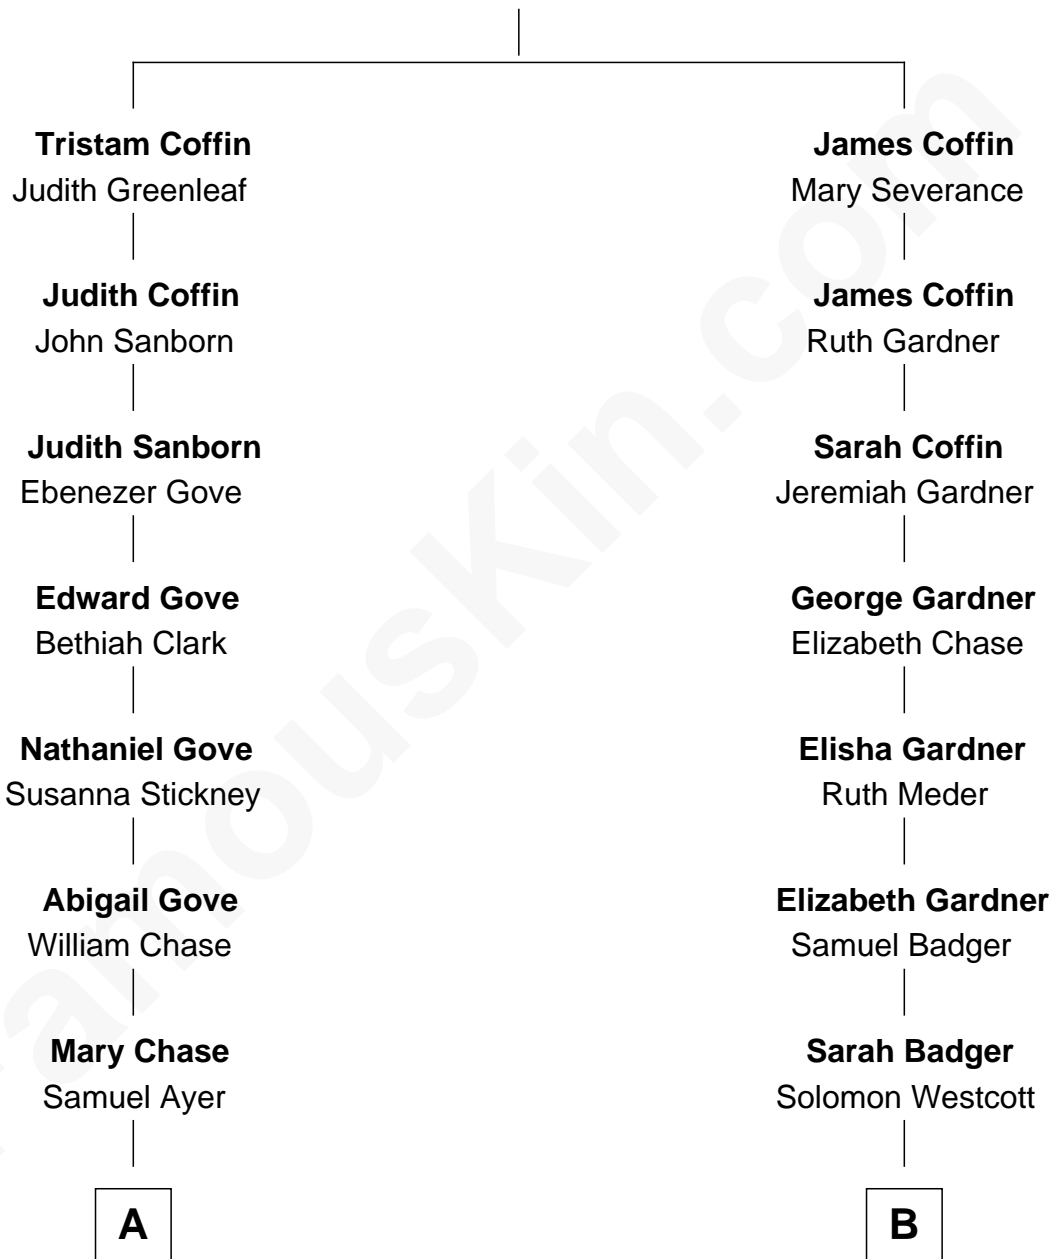 Tristam Coffin
Judith Greenleaf
James Coffin
Mary Severance
Judith Coffin
John Sanborn
James Coffin
Ruth Gardner
Judith Sanborn
Ebenezer Gove
Sarah Coffin
Jeremiah Gardner
Edward Gove
Bethiah Clark
George Gardner
Elizabeth Chase
Nathaniel Gove
Susanna Stickney
Elisha Gardner
Ruth Meder
Abigail Gove
William Chase
Elizabeth Gardner
Samuel Badger
Mary Chase
Samuel Ayer
Sarah Badger
Solomon Westcott
A
B
FamousKin.com